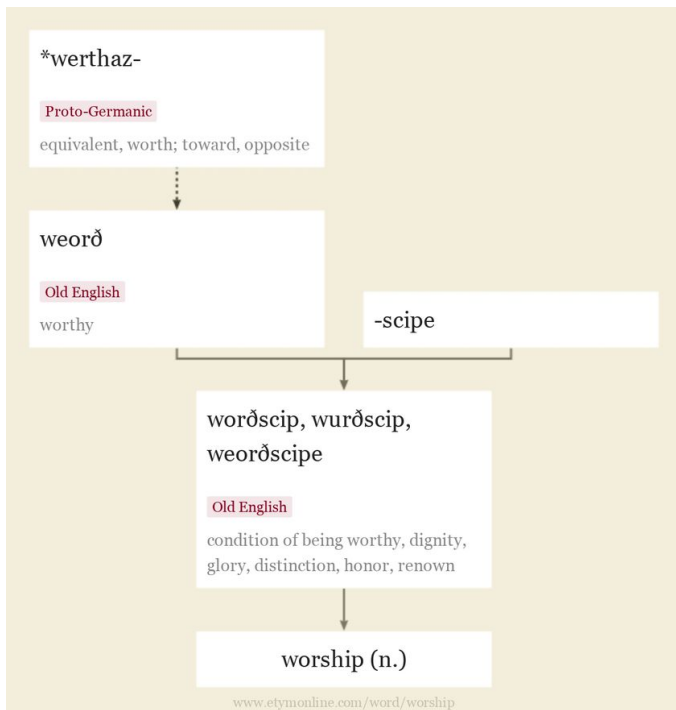 *werthaz-
Proto-Germanic
equivalent, worth; toward, opposite
weorð
Old English
worthy
-scipe
worðscip, wurðscip,
weorðscipe
Old English
condition of being worthy, dignity,
glory, distinction, honor, renown
worship (n.)
www.etymonline.com/word/worship